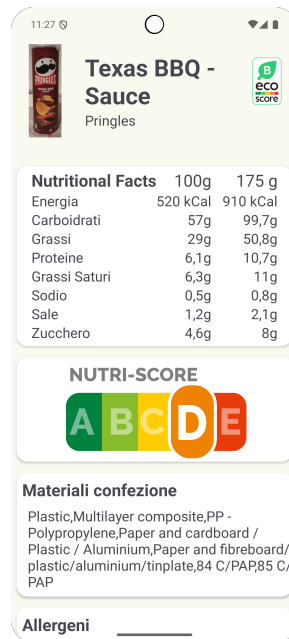 11:27
Texas BBQ -
Sauce
Pringles
B
eco
score
PRINGLES
Nutritional Facts 100g 175 g
Energia 520 kCal 910 kCal
Carboidrati 57g 99,7g
Grassi 29g 50,8g
Proteine 6,1g 10,7g
Grassi Saturi 6,3g 11g
Sodio 0,5g 0,8g
Sale 1,2g 2,1g
Zucchero 4,6g 8g
NUTRI-SCORE
A B C D E
Materiali confezione
Plastic,Multilayer composite,PP -
Polypropylene,Paper and cardboard /
Plastic / Aluminium,Paper and fibreboard/
plastic/aluminium/tinplate,84 C/PAP,85 C/
PAP
Allergeni